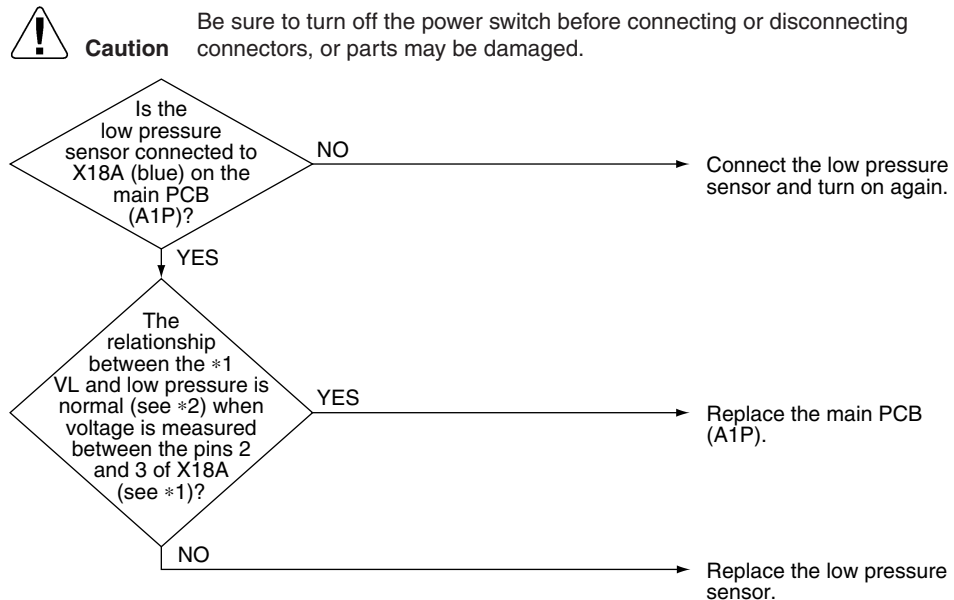 Caution
Be sure to turn off the power switch before connecting or disconnecting
connectors, or parts may be damaged.
Is the
low pressure
sensor connected to
X18A (blue) on the
main PCB
(A1P)?
NO
Connect the low pressure
sensor and turn on again.
YES
The
relationship
between the *1
VL and low pressure is
normal (see *2) when
voltage is measured
between the pins 2
and 3 of X18A
(see *1)?
YES
Replace the main PCB
(A1P).
NO
Replace the low pressure
sensor.